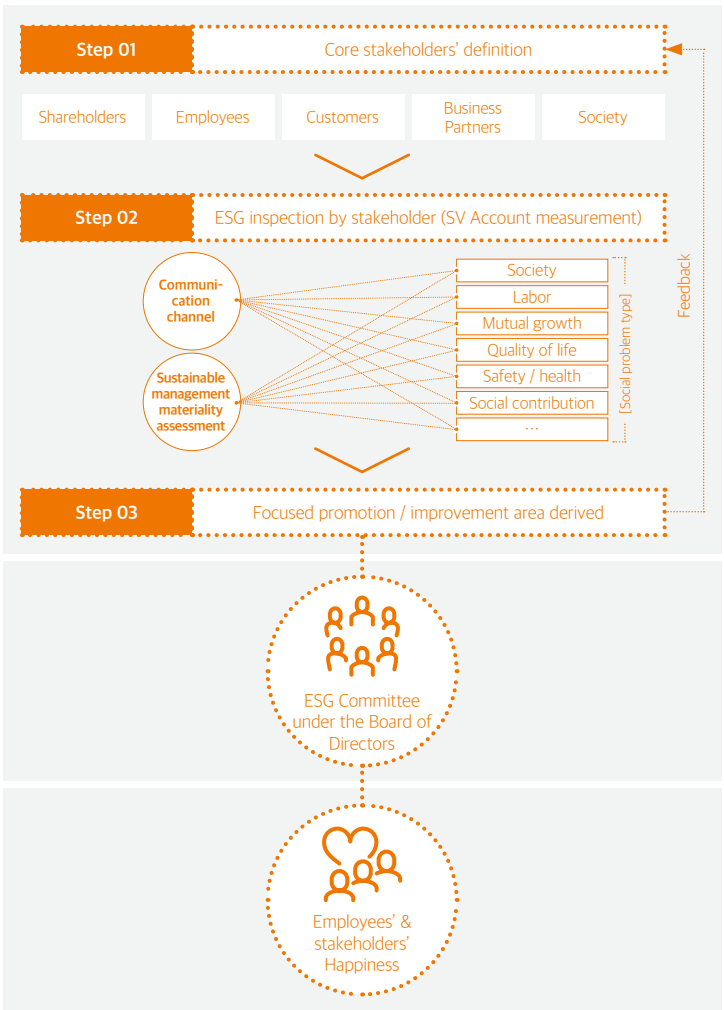 Step 01
Core stakeholders' definition
Shareholders
Employees
Customers
Business
Partners
Society
Step 02
ESG inspection by stakeholder (SV Account measurement)
Communi-
cation
channel
Sustainable
management
materiality
assessment
Society
Labor
Mutual growth
Quality of life
Safety / health
Social contribution
...
[Social problem type]
Feedback
Step 03
Focused promotion / improvement area derived
ESG Committee
under the Board of
Directors
Employees' &
stakeholders'
Happiness